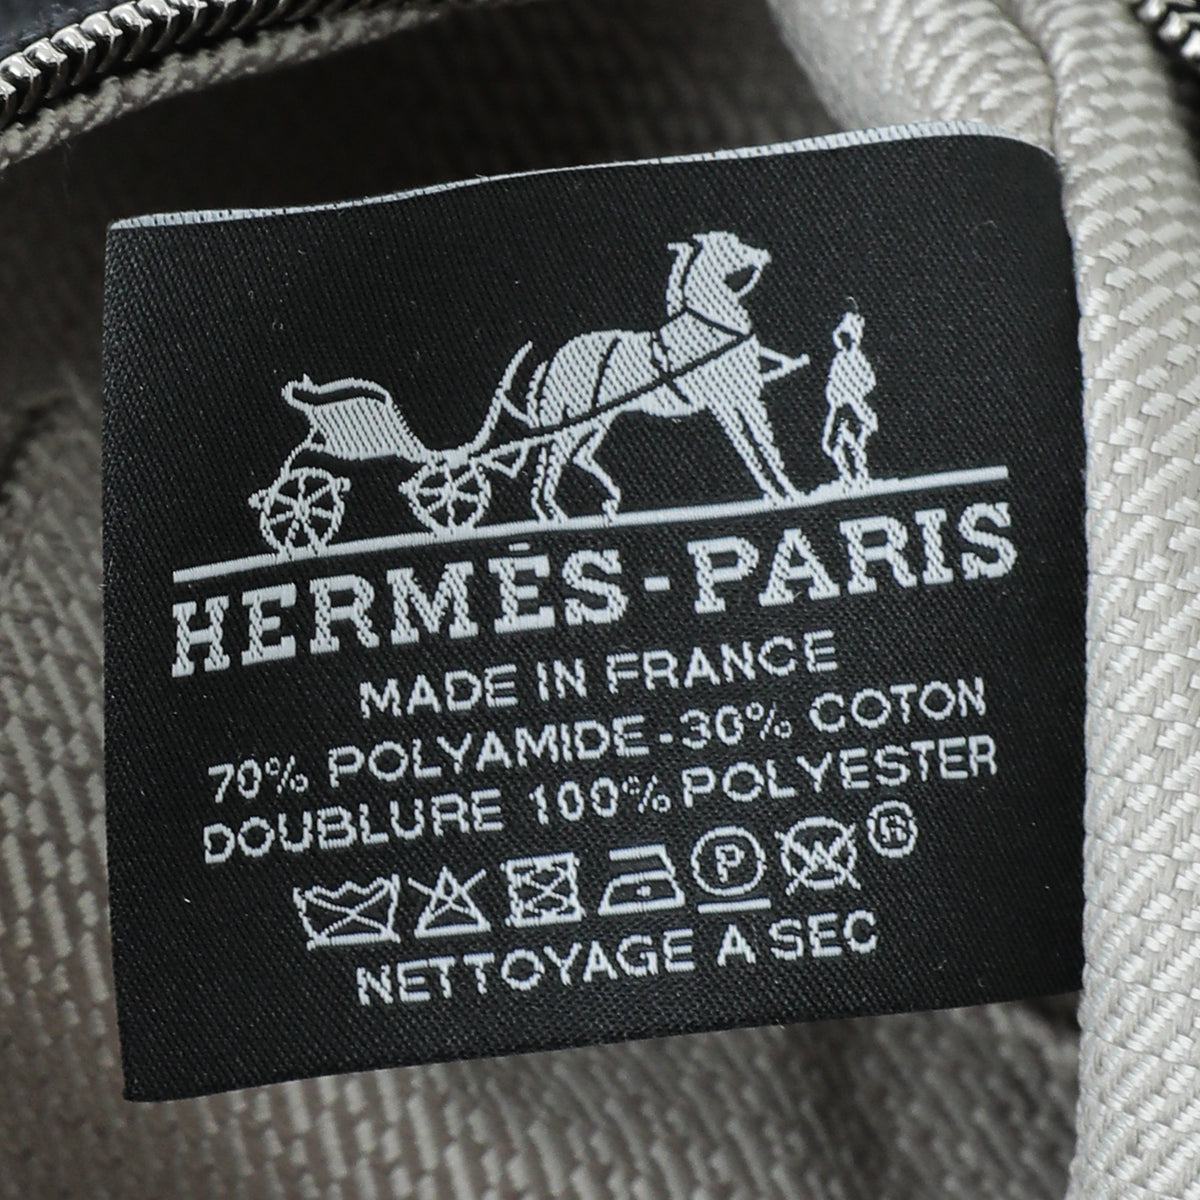 HERMÈS-PARIS
MADE IN FRANCE
70% POLYAMIDE-30% COTON
DOUBLURE 100% POLYESTER
P W ®
NETTOYAGE A SEC